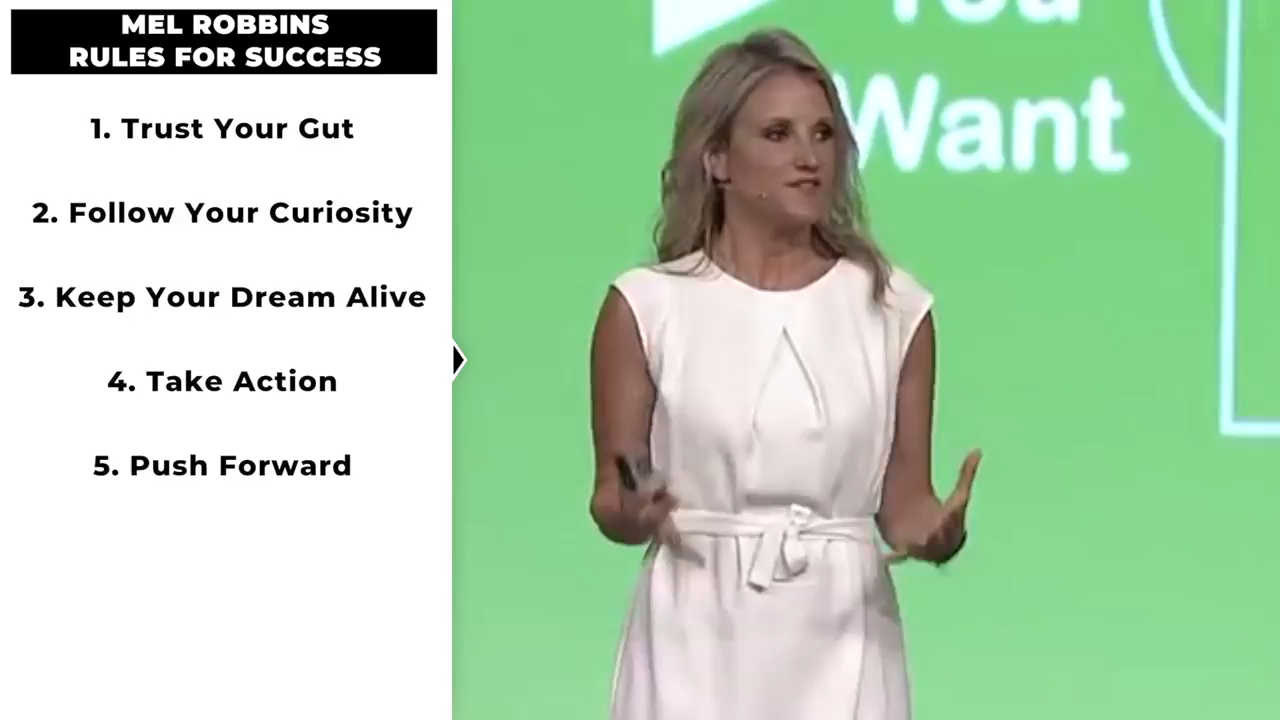 MEL ROBBINS
RULES FOR SUCCESS
1. Trust Your Gut
2. Follow Your Curiosity
3. Keep Your Dream Alive
4. Take Action
5. Push Forward
You
Want